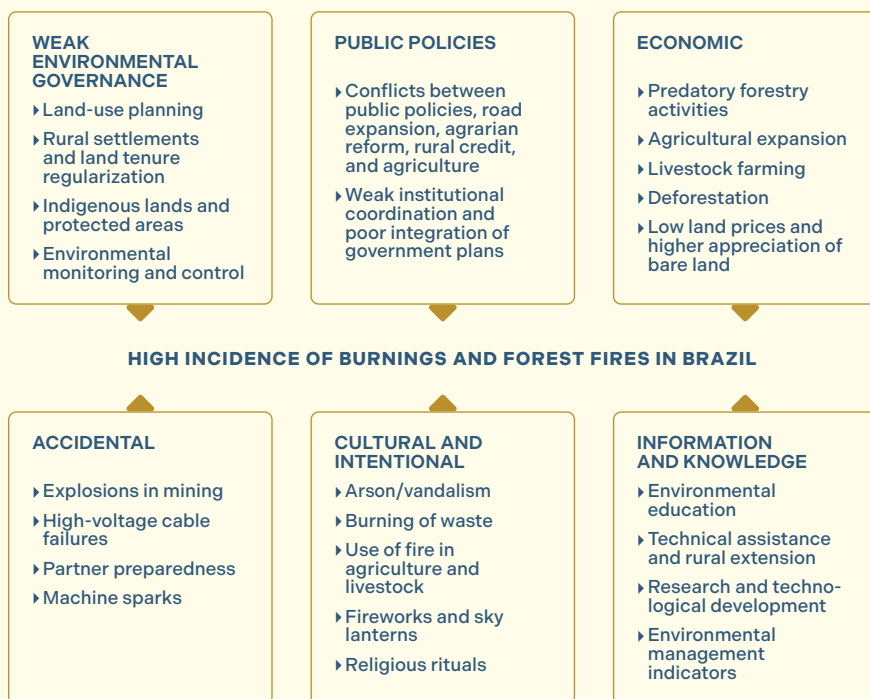 WEAK
ENVIRONMENTAL
GOVERNANCE
Land-use planning
Rural settlements
and land tenure
regularization
Indigenous lands and
protected areas
Environmental
monitoring and control
PUBLIC POLICIES
Conflicts between
public policies, road
expansion, agrarian
reform, rural credit,
and agriculture
Weak institutional
coordination and
poor integration of
government plans
ECONOMIC
Predatory forestry
activities
Agricultural expansion
Livestock farming
Deforestation
Low land prices and
higher appreciation of
bare land
HIGH INCIDENCE OF BURNINGS AND FOREST FIRES IN BRAZIL
ACCIDENTAL
Explosions in mining
High-voltage cable
failures
Partner preparedness
Machine sparks
CULTURAL AND
INTENTIONAL
Arson/vandalism
Burning of waste
Use of fire in
agriculture and
livestock
Fireworks and sky
lanterns
Religious rituals
INFORMATION
AND KNOWLEDGE
Environmental
education
Technical assistance
and rural extension
Research and techno-
logical development
Environmental
management
indicators